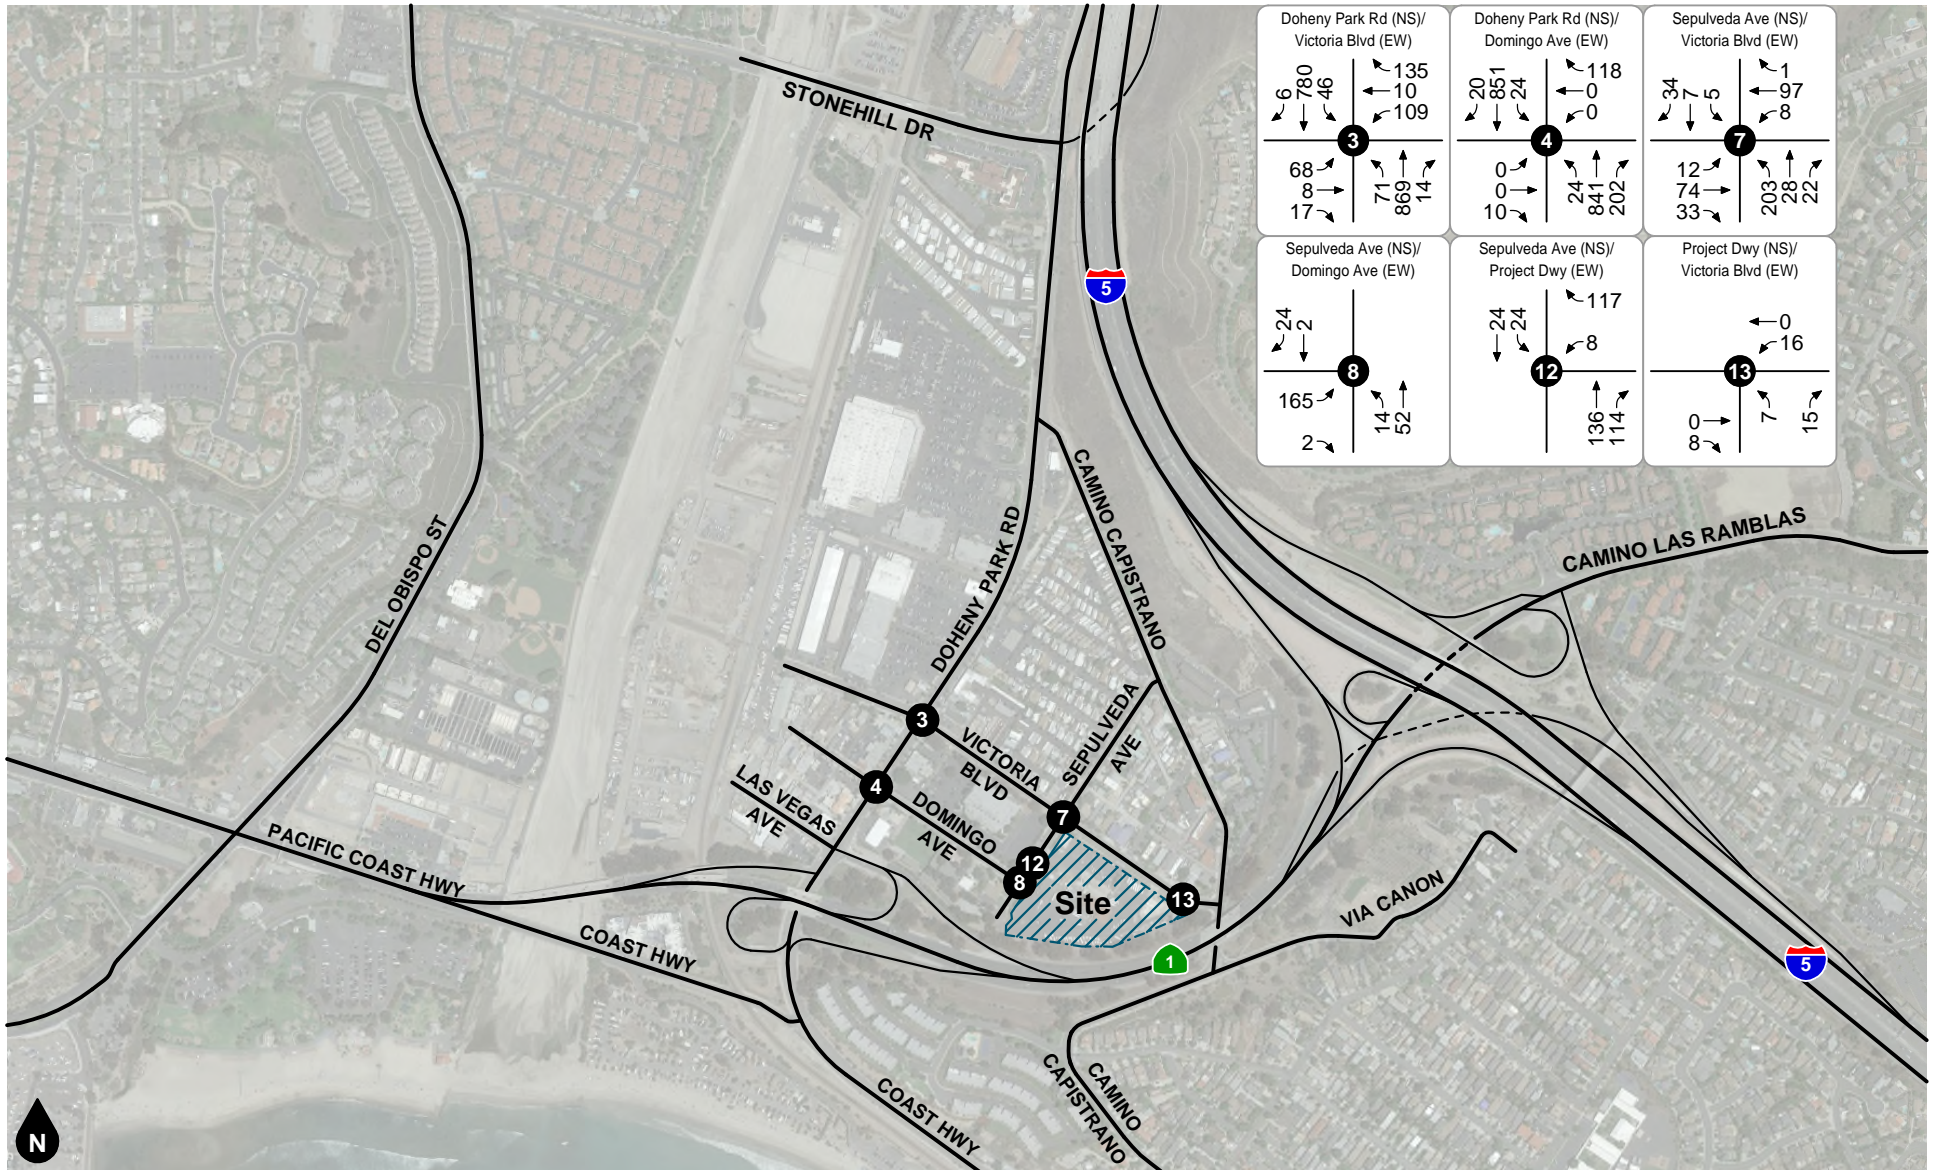 Doheny Park Rd (NS)/
Victoria Blvd (EW)
6
780
46
135
10
109
3
68
8
17
71
869
14
Doheny Park Rd (NS)/
Domingo Ave (EW)
20
851
24
118
0
0
4
0
0
10
24
841
202
Sepulveda Ave (NS)/
Victoria Blvd (EW)
34
7
5
1
97
8
7
12
74
33
203
28
22
Sepulveda Ave (NS)/
Domingo Ave (EW)
24
2
8
165
2
14
52
Sepulveda Ave (NS)/
Project Dwy (EW)
24
24
117
8
12
136
114
Project Dwy (NS)/
Victoria Blvd (EW)
0
16
13
0
8
7
15
STONEHILL DR
5
CAMINO CAPISTRANO
DOHENY PARK RD
DEL OBISPO ST
CAMINO LAS RAMBLAS
3
VICTORIA
BLVD
SEPULVEDA
AVE
4
LAS VEGAS
AVE
DOMINGO
AVE
7
12
8
Site
13
PACIFIC COAST HWY
COAST HWY
VIA CANON
1
5
COAST HWY
CAMINO
CAPISTRANO
N